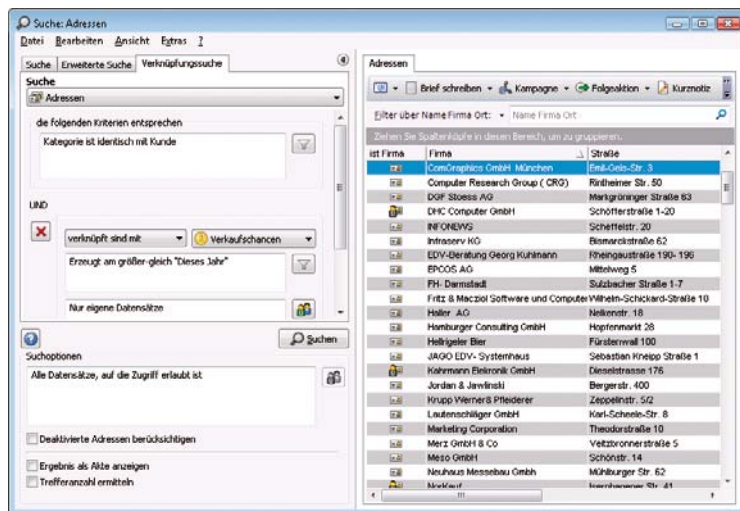 Suche: Adressen
Datei Bearbeiten Ansicht Extras ?
Suche Erweiterte Suche Verknüpfungssuche
Suche
Adressen
die folgenden Kriterien entsprechen
Kategorie ist identisch mit Kunde
UND
verknüpft sind mit Verkaufschancen
Erzeugt am größer-gleich "Dieses Jahr"
Nur eigene Datensätze
Suchen
Suchoptionen
Alle Datensätze, auf die Zugriff erlaubt ist
Deaktivierte Adressen berücksichtigen
Ergebnis als Akte anzeigen
Trefferanzahl ermitteln
Adressen
Brief schreiben Kampagne Folgeaktion Kurznotiz
Filter über Name Firma Ort: Name Firma Ort
Ziehen Sie Spaltenköpfe in diesen Bereich, um zu gruppieren.
ist Firma Firma Straße
ComGraphics GmbH München Emil-Geis-Str. 3
Computer Research Group ( CRG) Rintheimer Str. 50
DGF Stoess AG Markgröninger Straße 63
DHC Computer GmbH Schöfferstraße 1-20
INFONEWS Scheffelstr. 20
Intraserv KG Bismarckstraße 62
EDV-Beratung Georg Kuhlmann Rheingaustraße 190- 196
EPCOS AG Mittelweg 5
FH- Darmstadt Sulzbacher Straße 1-7
Fritz & Macziol Software und Computer Wilhelm-Schickard-Straße 10
Haller AG Nelkenstr. 18
Hamburger Consulting GmbH Hopfenmarkt 28
Hellrigeler Bier Fürstenwall 100
JAGO EDV- Systemhaus Sebastian Kneipp Straße 1
Kahrmann Elekronik GmbH Dieselstrasse 176
Jordan & Jawlinski Bergerstr. 400
Krupp Werner& Pfleiderer Zeppelinstr. 5/2
Lautenschläger GmbH Karl-Scheele-Str. 8
Marketing Corporation Theodorstraße 10
Merz GmbH & Co Veitzbronnerstraße 5
Meso GmbH Schönstr. 14
Neuhaus Messebau Gmbh Mühlburger Str. 62
NorKauf Isernhagener Str. 41